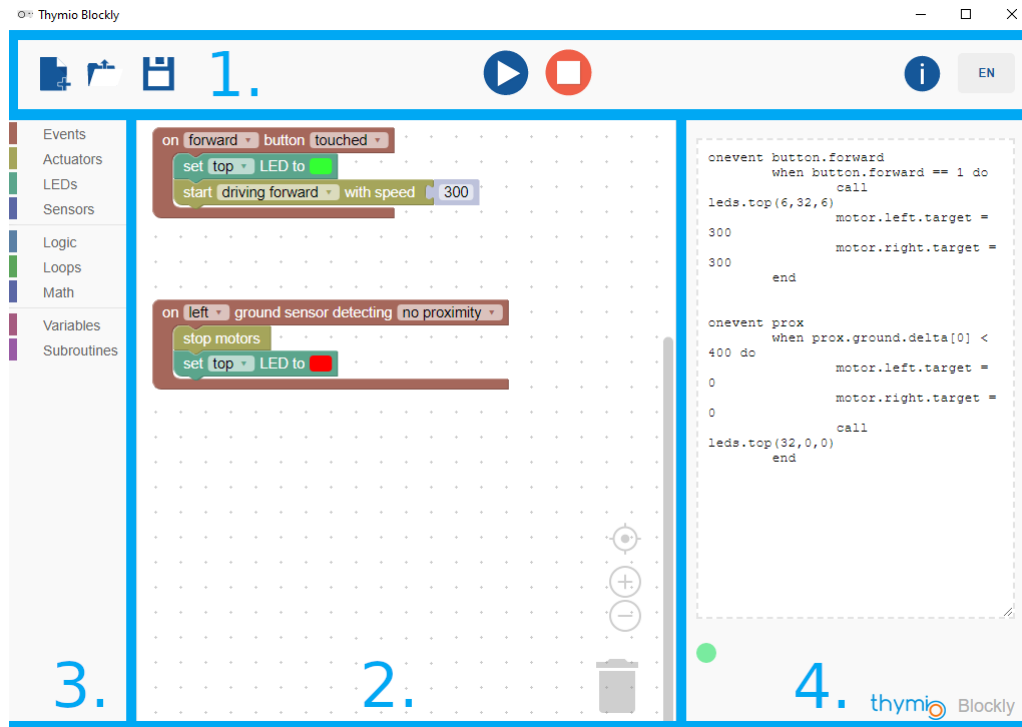 Thymio Blockly
1.
EN
Events
Actuators
LEDs
Sensors
Logic
Loops
Math
Variables
Subroutines
3.
on forward button touched
set top LED to
start driving forward with speed 300
on left ground sensor detecting no proximity
stop motors
set top LED to
2.
onevent button.forward
when button.forward == 1 do
call
leds.top(6,32,6)
motor.left.target =
300
motor.right.target =
300
end
onevent prox
when prox.ground.delta[0] <
400 do
motor.left.target =
0
motor.right.target =
0
call
leds.top(32,0,0)
end
4.
thymio Blockly